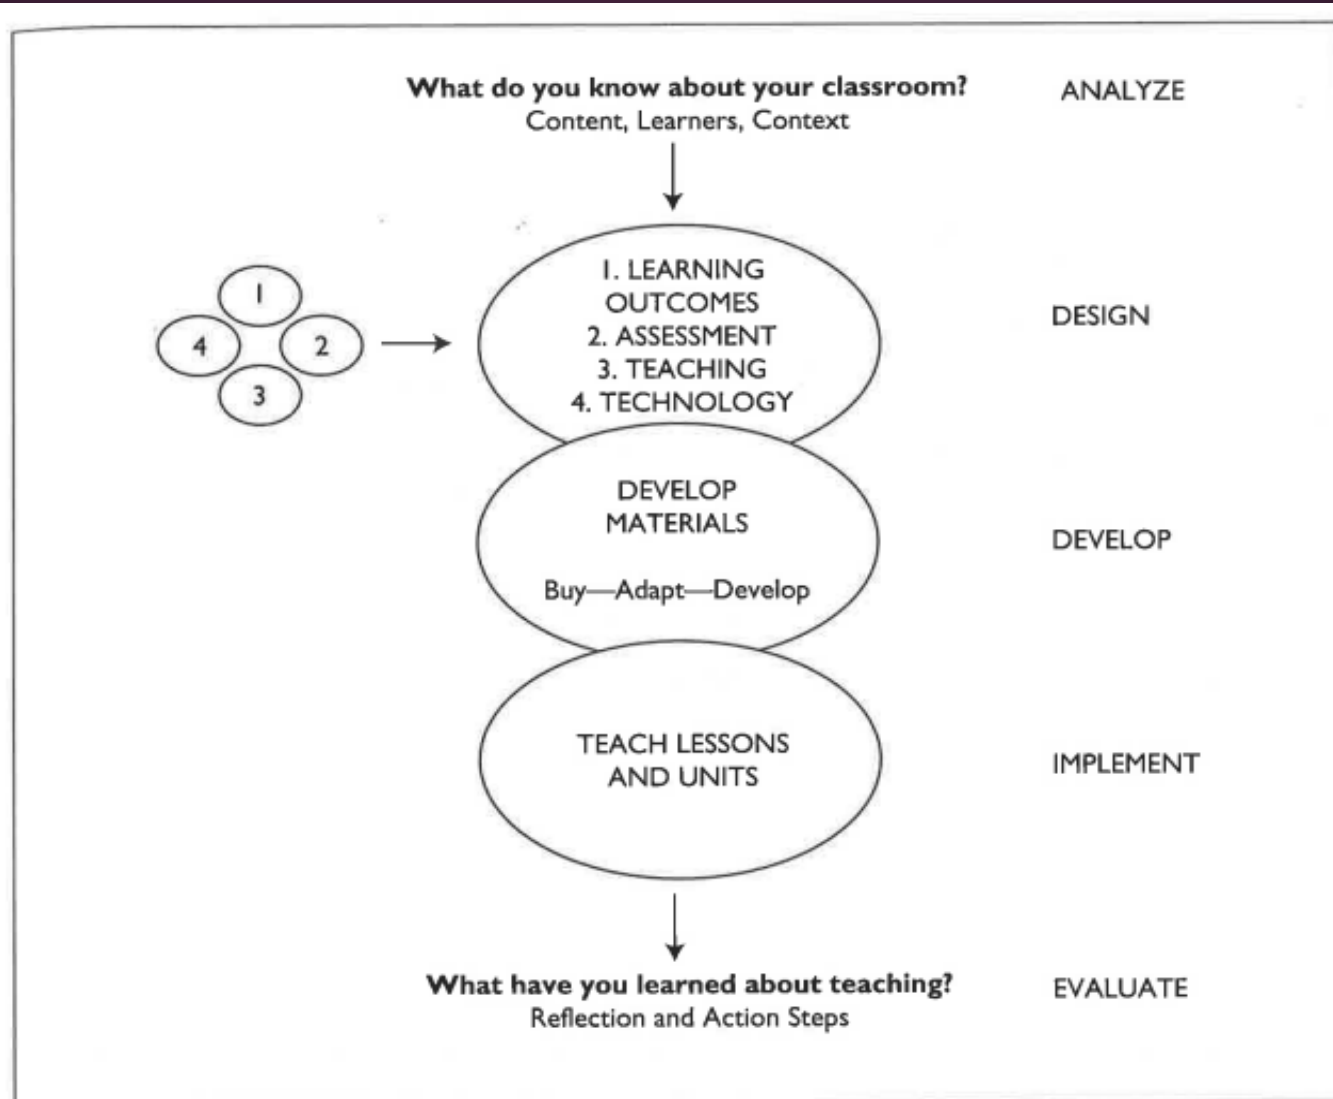 What do you know about your classroom?
ANALYZE
Content, Learners, Context
1. LEARNING
OUTCOMES
2. ASSESSMENT
3. TEACHING
4. TECHNOLOGY
DESIGN
1
4
2
3
DEVELOP
MATERIALS
Buy—Adapt—Develop
DEVELOP
TEACH LESSONS
AND UNITS
IMPLEMENT
What have you learned about teaching?
EVALUATE
Reflection and Action Steps